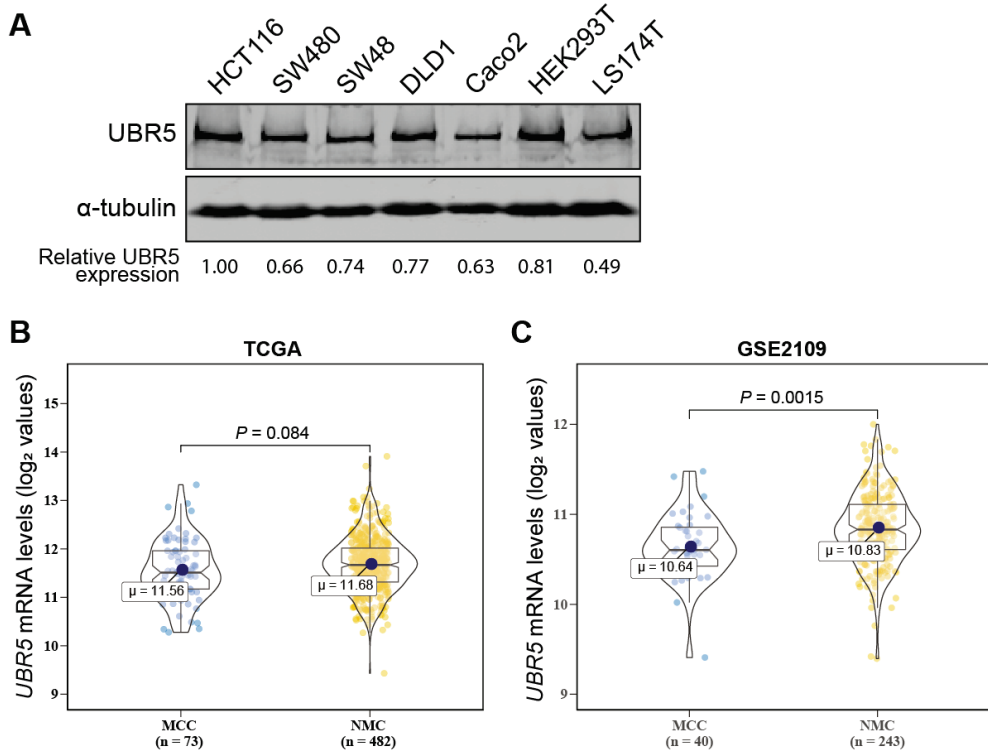 A
HCT116 SW480 SW48 DLD1 Caco2 HEK293T LS174T
UBR5
α-tubulin
Relative UBR5
expression
1.00 0.66 0.74 0.77 0.63 0.81 0.49
B
TCGA
UBR5 mRNA levels (log₂ values)
15
14
13
12
11
10
9
P = 0.084
μ = 11.56
μ = 11.68
MCC
(n = 73)
NMC
(n = 482)
C
GSE2109
UBR5 mRNA levels (log₂ values)
12
11
10
9
P = 0.0015
μ = 10.64
μ = 10.83
MCC
(n = 40)
NMC
(n = 243)